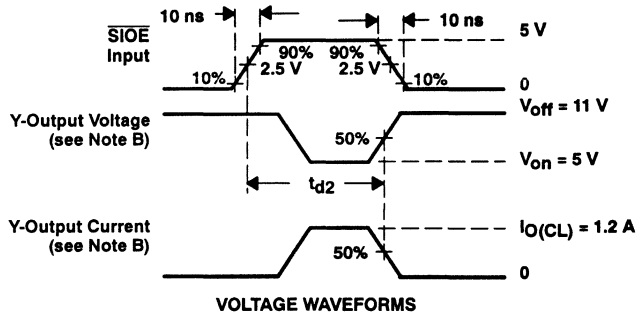 10 ns
10 ns
SIOE
Input
5 V
90% 90%
2.5 V 2.5 V
10% 10%
0
Y-Output Voltage
(see Note B)
Voff = 11 V
50%
Von = 5 V
td2
Y-Output Current
(see Note B)
IO(CL) = 1.2 A
50%
0
VOLTAGE WAVEFORMS